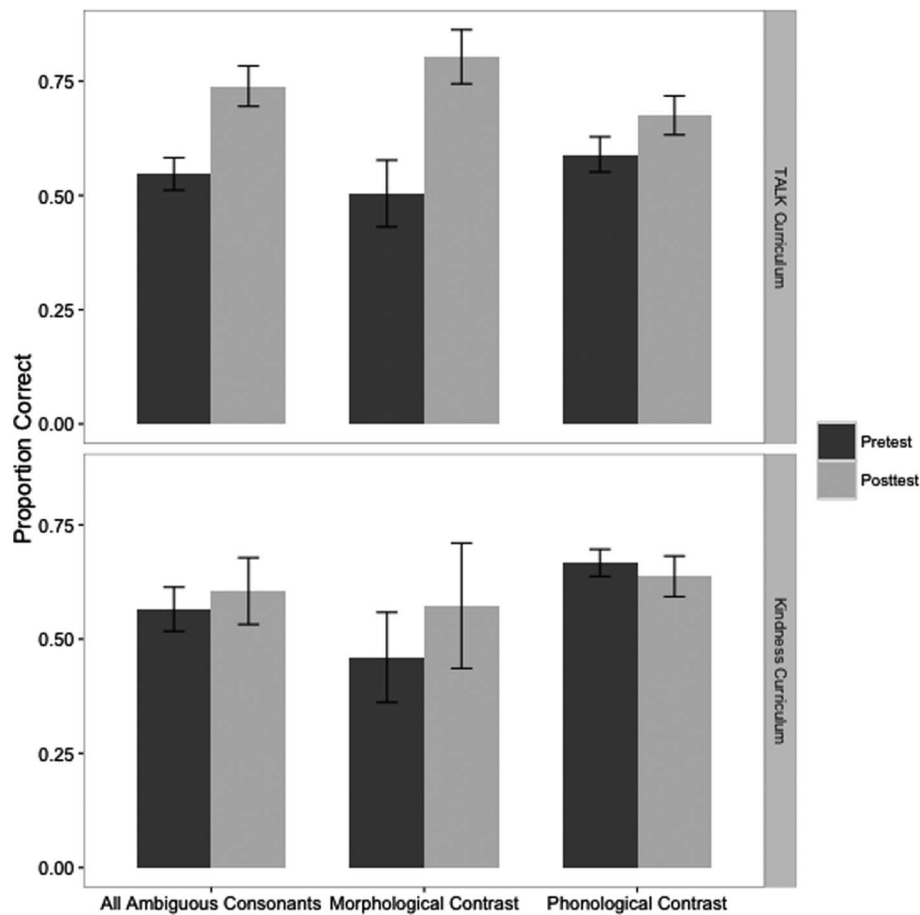 0.75
0.50
0.25
0.00
TALK Curriculum
Proportion Correct
Pretest
Posttest
0.75
0.50
0.25
0.00
Kindness Curriculum
All Ambiguous Consonants Morphological Contrast Phonological Contrast